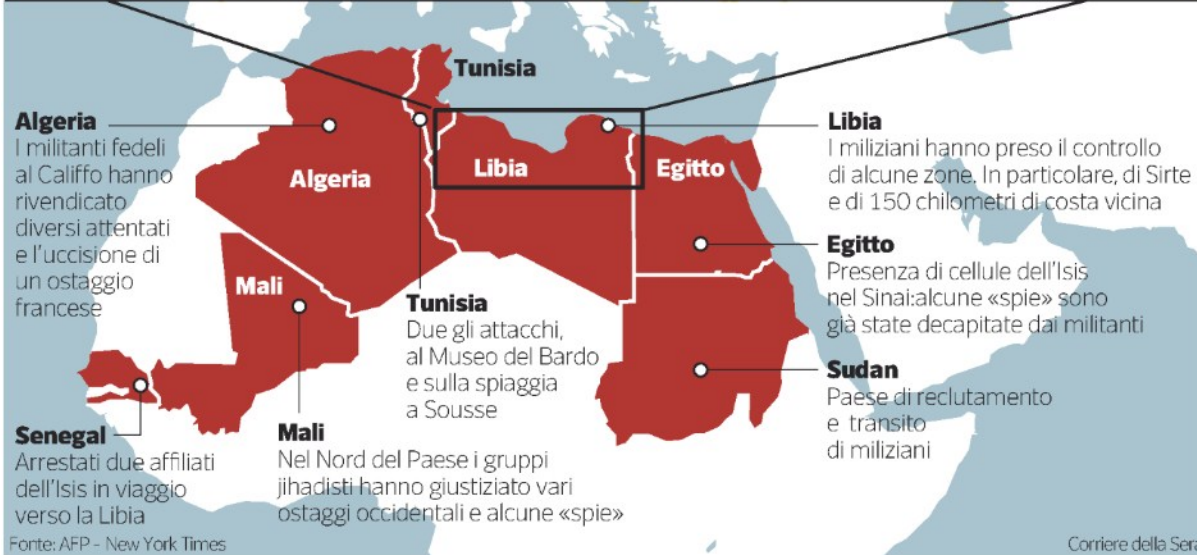 Tunisia
Algeria
I militanti fedeli
al Califfo hanno
rivendicato
diversi attentati
e l'uccisione di
un ostaggio
francese
Algeria
Libia
Egitto
Mali
Libia
I miliziani hanno preso il controllo
di alcune zone. In particolare, di Sirte
e di 150 chilometri di costa vicina
Egitto
Presenza di cellule dell'Isis
nel Sinai:alcune «spie» sono
già state decapitate dai militanti
Tunisia
Due gli attacchi,
al Museo del Bardo
e sulla spiaggia
a Sousse
Sudan
Paese di reclutamento
e transito
di miliziani
Senegal
Arrestati due affiliati
dell'Isis in viaggio
verso la Libia
Mali
Nel Nord del Paese i gruppi
jihadisti hanno giustiziato vari
ostaggi occidentali e alcune «spie»
Fonte: AFP - New York Times
Corriere della Sera